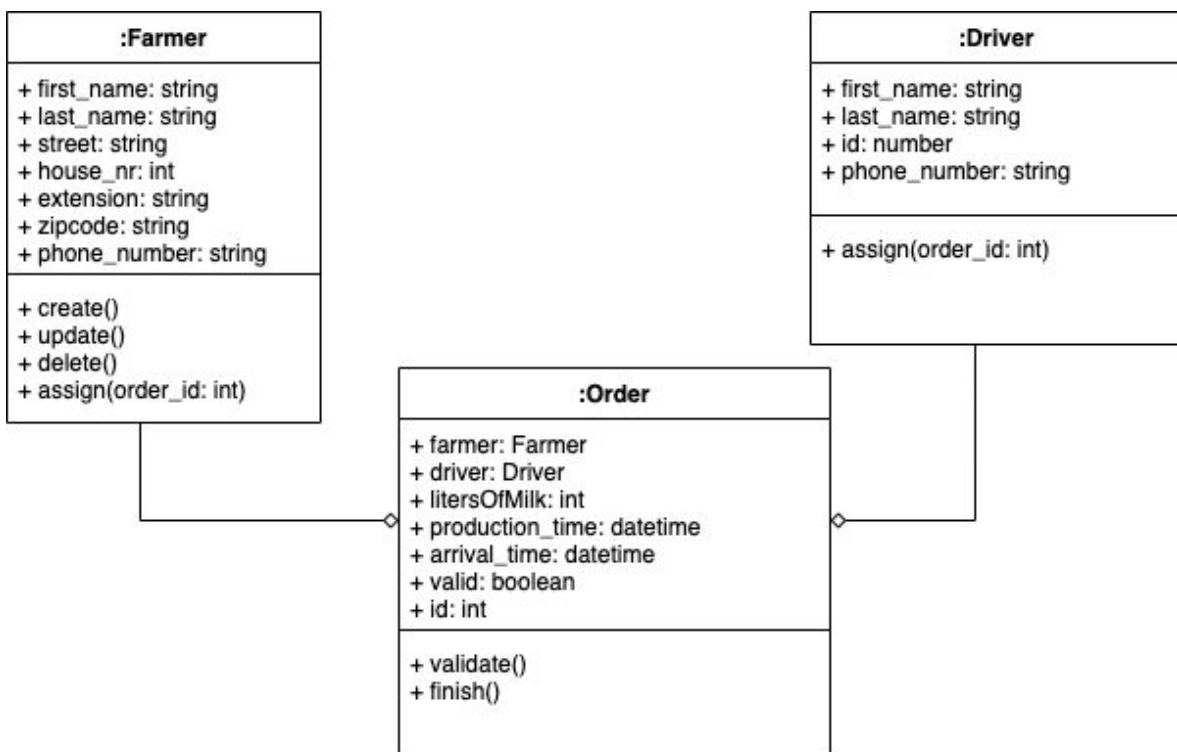 :Farmer
+ first_name: string
+ last_name: string
+ street: string
+ house_nr: int
+ extension: string
+ zipcode: string
+ phone_number: string
+ create()
+ update()
+ delete()
+ assign(order_id: int)
:Driver
+ first_name: string
+ last_name: string
+ id: number
+ phone_number: string
+ assign(order_id: int)
:Order
+ farmer: Farmer
+ driver: Driver
+ litersOfMilk: int
+ production_time: datetime
+ arrival_time: datetime
+ valid: boolean
+ id: int
+ validate()
+ finish()